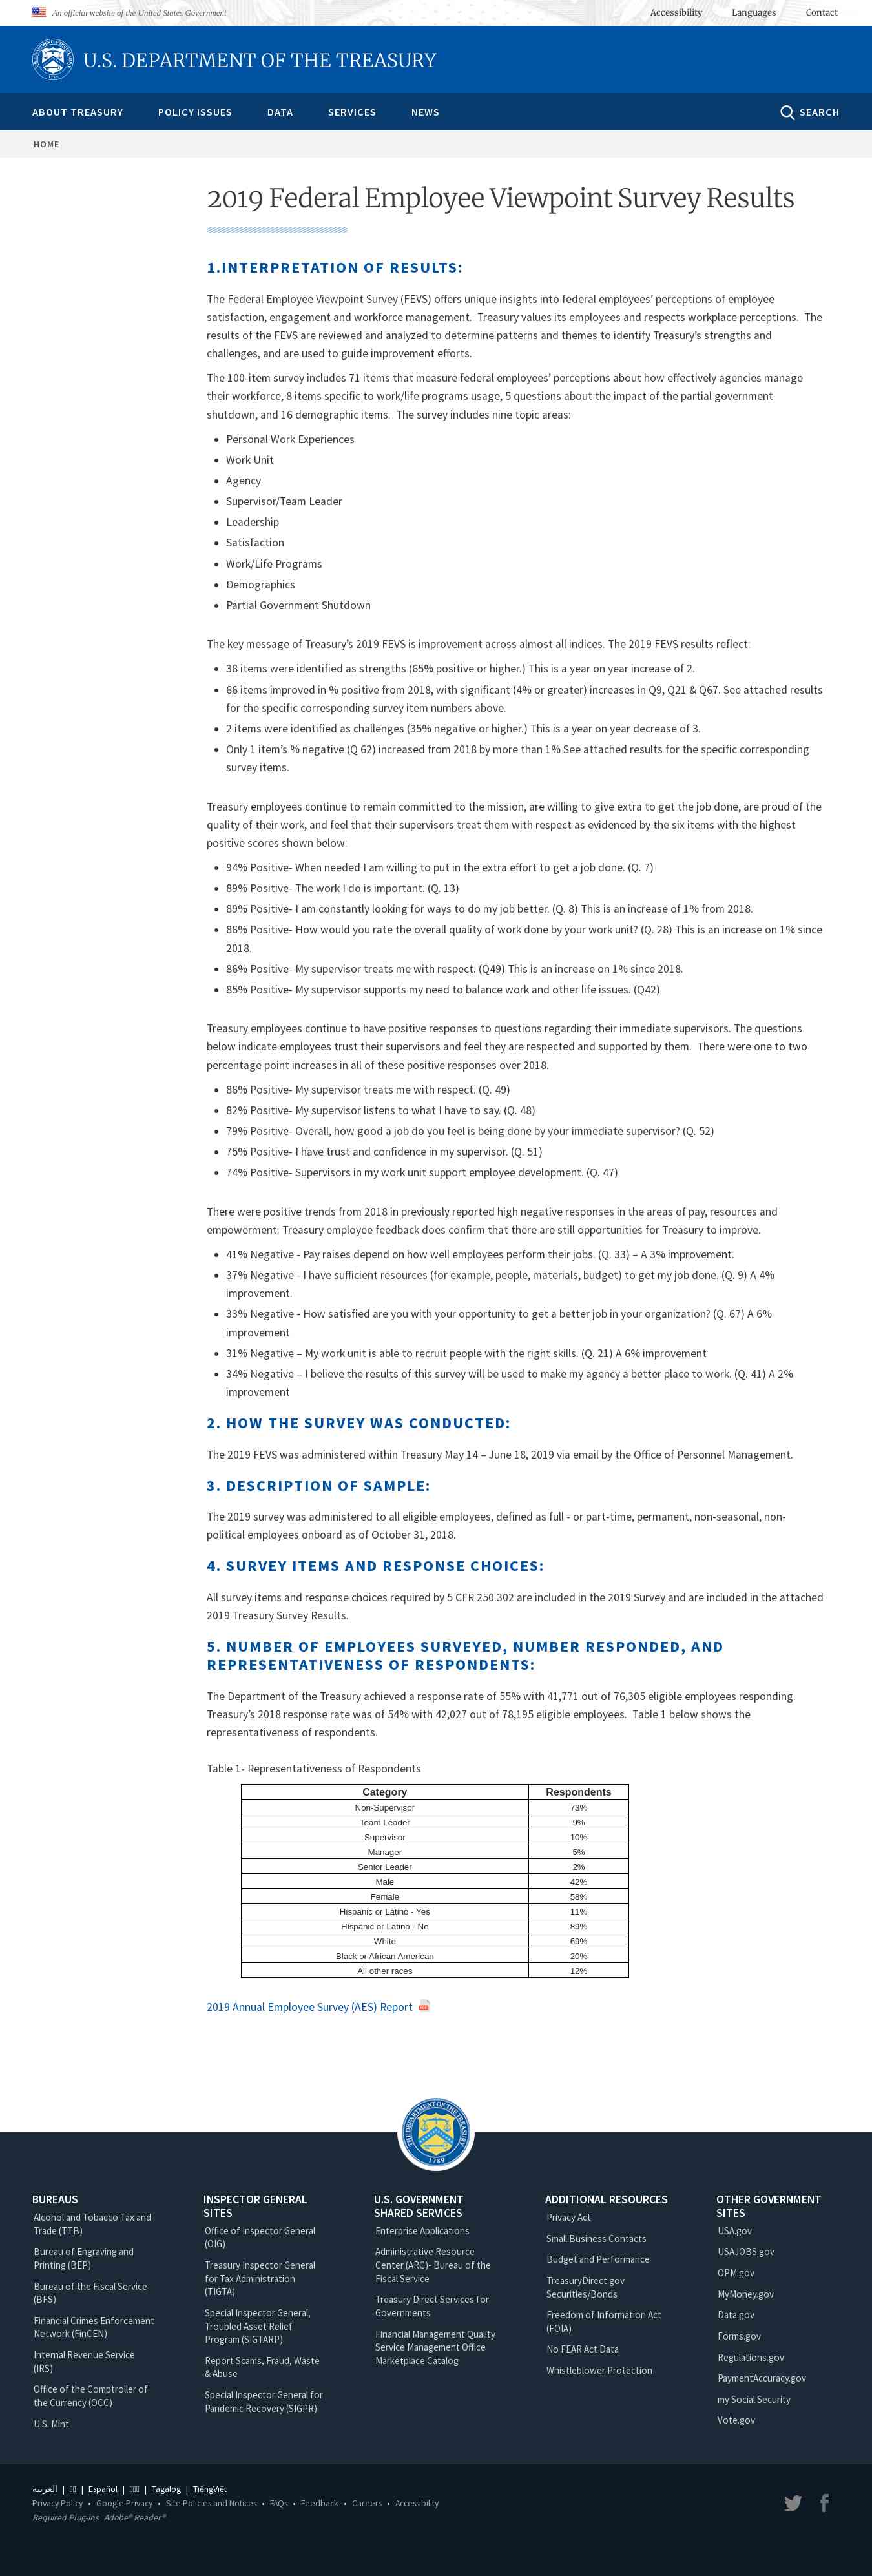 An official website of the United States Government
Accessibility Languages Contact
U.S. DEPARTMENT OF THE TREASURY
ABOUT TREASURY POLICY ISSUES DATA SERVICES NEWS SEARCH
HOME
2019 Federal Employee Viewpoint Survey Results
1.INTERPRETATION OF RESULTS:
The Federal Employee Viewpoint Survey (FEVS) offers unique insights into federal employees’ perceptions of employee
satisfaction, engagement and workforce management.  Treasury values its employees and respects workplace perceptions.  The
results of the FEVS are reviewed and analyzed to determine patterns and themes to identify Treasury’s strengths and
challenges, and are used to guide improvement efforts.
The 100-item survey includes 71 items that measure federal employees’ perceptions about how effectively agencies manage
their workforce, 8 items specific to work/life programs usage, 5 questions about the impact of the partial government
shutdown, and 16 demographic items.  The survey includes nine topic areas:
• Personal Work Experiences
• Work Unit
• Agency
• Supervisor/Team Leader
• Leadership
• Satisfaction
• Work/Life Programs
• Demographics
• Partial Government Shutdown
The key message of Treasury’s 2019 FEVS is improvement across almost all indices. The 2019 FEVS results reflect:
• 38 items were identified as strengths (65% positive or higher.) This is a year on year increase of 2.
• 66 items improved in % positive from 2018, with significant (4% or greater) increases in Q9, Q21 & Q67. See attached results
for the specific corresponding survey item numbers above.
• 2 items were identified as challenges (35% negative or higher.) This is a year on year decrease of 3.
• Only 1 item’s % negative (Q 62) increased from 2018 by more than 1% See attached results for the specific corresponding
survey items.
Treasury employees continue to remain committed to the mission, are willing to give extra to get the job done, are proud of the
quality of their work, and feel that their supervisors treat them with respect as evidenced by the six items with the highest
positive scores shown below:
• 94% Positive- When needed I am willing to put in the extra effort to get a job done. (Q. 7)
• 89% Positive- The work I do is important. (Q. 13)
• 89% Positive- I am constantly looking for ways to do my job better. (Q. 8) This is an increase of 1% from 2018.
• 86% Positive- How would you rate the overall quality of work done by your work unit? (Q. 28) This is an increase on 1% since
2018.
• 86% Positive- My supervisor treats me with respect. (Q49) This is an increase on 1% since 2018.
• 85% Positive- My supervisor supports my need to balance work and other life issues. (Q42)
Treasury employees continue to have positive responses to questions regarding their immediate supervisors. The questions
below indicate employees trust their supervisors and feel they are respected and supported by them.  There were one to two
percentage point increases in all of these positive responses over 2018.
• 86% Positive- My supervisor treats me with respect. (Q. 49)
• 82% Positive- My supervisor listens to what I have to say. (Q. 48)
• 79% Positive- Overall, how good a job do you feel is being done by your immediate supervisor? (Q. 52)
• 75% Positive- I have trust and confidence in my supervisor. (Q. 51)
• 74% Positive- Supervisors in my work unit support employee development. (Q. 47)
There were positive trends from 2018 in previously reported high negative responses in the areas of pay, resources and
empowerment. Treasury employee feedback does confirm that there are still opportunities for Treasury to improve.
• 41% Negative - Pay raises depend on how well employees perform their jobs. (Q. 33) – A 3% improvement.
• 37% Negative - I have sufficient resources (for example, people, materials, budget) to get my job done. (Q. 9) A 4%
improvement.
• 33% Negative - How satisfied are you with your opportunity to get a better job in your organization? (Q. 67) A 6%
improvement
• 31% Negative – My work unit is able to recruit people with the right skills. (Q. 21) A 6% improvement
• 34% Negative – I believe the results of this survey will be used to make my agency a better place to work. (Q. 41) A 2%
improvement
2. HOW THE SURVEY WAS CONDUCTED:
The 2019 FEVS was administered within Treasury May 14 – June 18, 2019 via email by the Office of Personnel Management.
3. DESCRIPTION OF SAMPLE:
The 2019 survey was administered to all eligible employees, defined as full - or part-time, permanent, non-seasonal, non-
political employees onboard as of October 31, 2018.
4. SURVEY ITEMS AND RESPONSE CHOICES:
All survey items and response choices required by 5 CFR 250.302 are included in the 2019 Survey and are included in the attached
2019 Treasury Survey Results.
5. NUMBER OF EMPLOYEES SURVEYED, NUMBER RESPONDED, AND
REPRESENTATIVENESS OF RESPONDENTS:
The Department of the Treasury achieved a response rate of 55% with 41,771 out of 76,305 eligible employees responding.
Treasury’s 2018 response rate was of 54% with 42,027 out of 78,195 eligible employees.  Table 1 below shows the
representativeness of respondents.
Table 1- Representativeness of Respondents
Category Respondents
Non-Supervisor 73%
Team Leader 9%
Supervisor 10%
Manager 5%
Senior Leader 2%
Male 42%
Female 58%
Hispanic or Latino - Yes 11%
Hispanic or Latino - No 89%
White 69%
Black or African American 20%
All other races 12%
2019 Annual Employee Survey (AES) Report
THE DEPARTMENT OF THE TREASURY
1789
BUREAUS
Alcohol and Tobacco Tax and
Trade (TTB)
Bureau of Engraving and
Printing (BEP)
Bureau of the Fiscal Service
(BFS)
Financial Crimes Enforcement
Network (FinCEN)
Internal Revenue Service
(IRS)
Office of the Comptroller of
the Currency (OCC)
U.S. Mint
INSPECTOR GENERAL
SITES
Office of Inspector General
(OIG)
Treasury Inspector General
for Tax Administration
(TIGTA)
Special Inspector General,
Troubled Asset Relief
Program (SIGTARP)
Report Scams, Fraud, Waste
& Abuse
Special Inspector General for
Pandemic Recovery (SIGPR)
U.S. GOVERNMENT
SHARED SERVICES
Enterprise Applications
Administrative Resource
Center (ARC)- Bureau of the
Fiscal Service
Treasury Direct Services for
Governments
Financial Management Quality
Service Management Office
Marketplace Catalog
ADDITIONAL RESOURCES
Privacy Act
Small Business Contacts
Budget and Performance
TreasuryDirect.gov
Securities/Bonds
Freedom of Information Act
(FOIA)
No FEAR Act Data
Whistleblower Protection
OTHER GOVERNMENT
SITES
USA.gov
USAJOBS.gov
OPM.gov
MyMoney.gov
Data.gov
Forms.gov
Regulations.gov
PaymentAccuracy.gov
my Social Security
Vote.gov
العربية | | Español | | Tagalog | TiếngViệt
Privacy Policy • Google Privacy • Site Policies and Notices • FAQs • Feedback • Careers • Accessibility
Required Plug-ins Adobe® Reader®